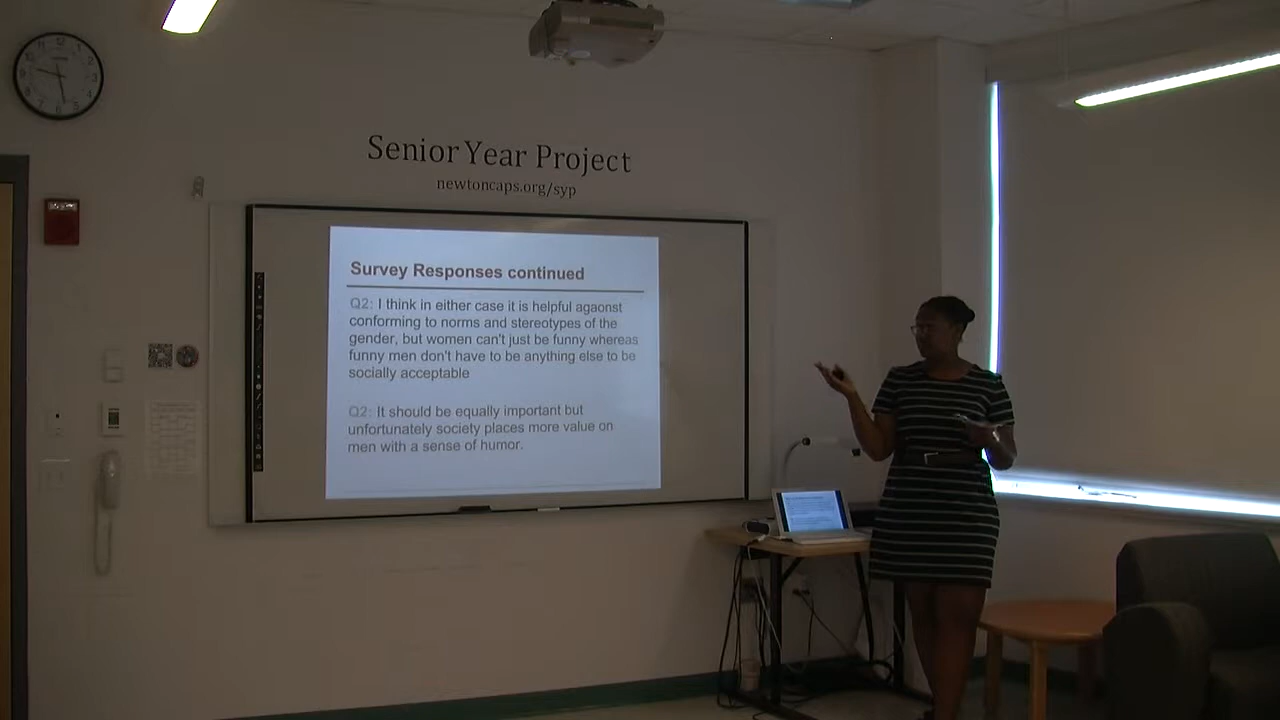 Senior Year Project
newtoncaps.org/syp
Survey Responses continued
Q2: I think in either case it is helpful agaonst
conforming to norms and stereotypes of the
gender, but women can't just be funny whereas
funny men don't have to be anything else to be
socially acceptable
Q2: It should be equally important but
unfortunately society places more value on
men with a sense of humor.